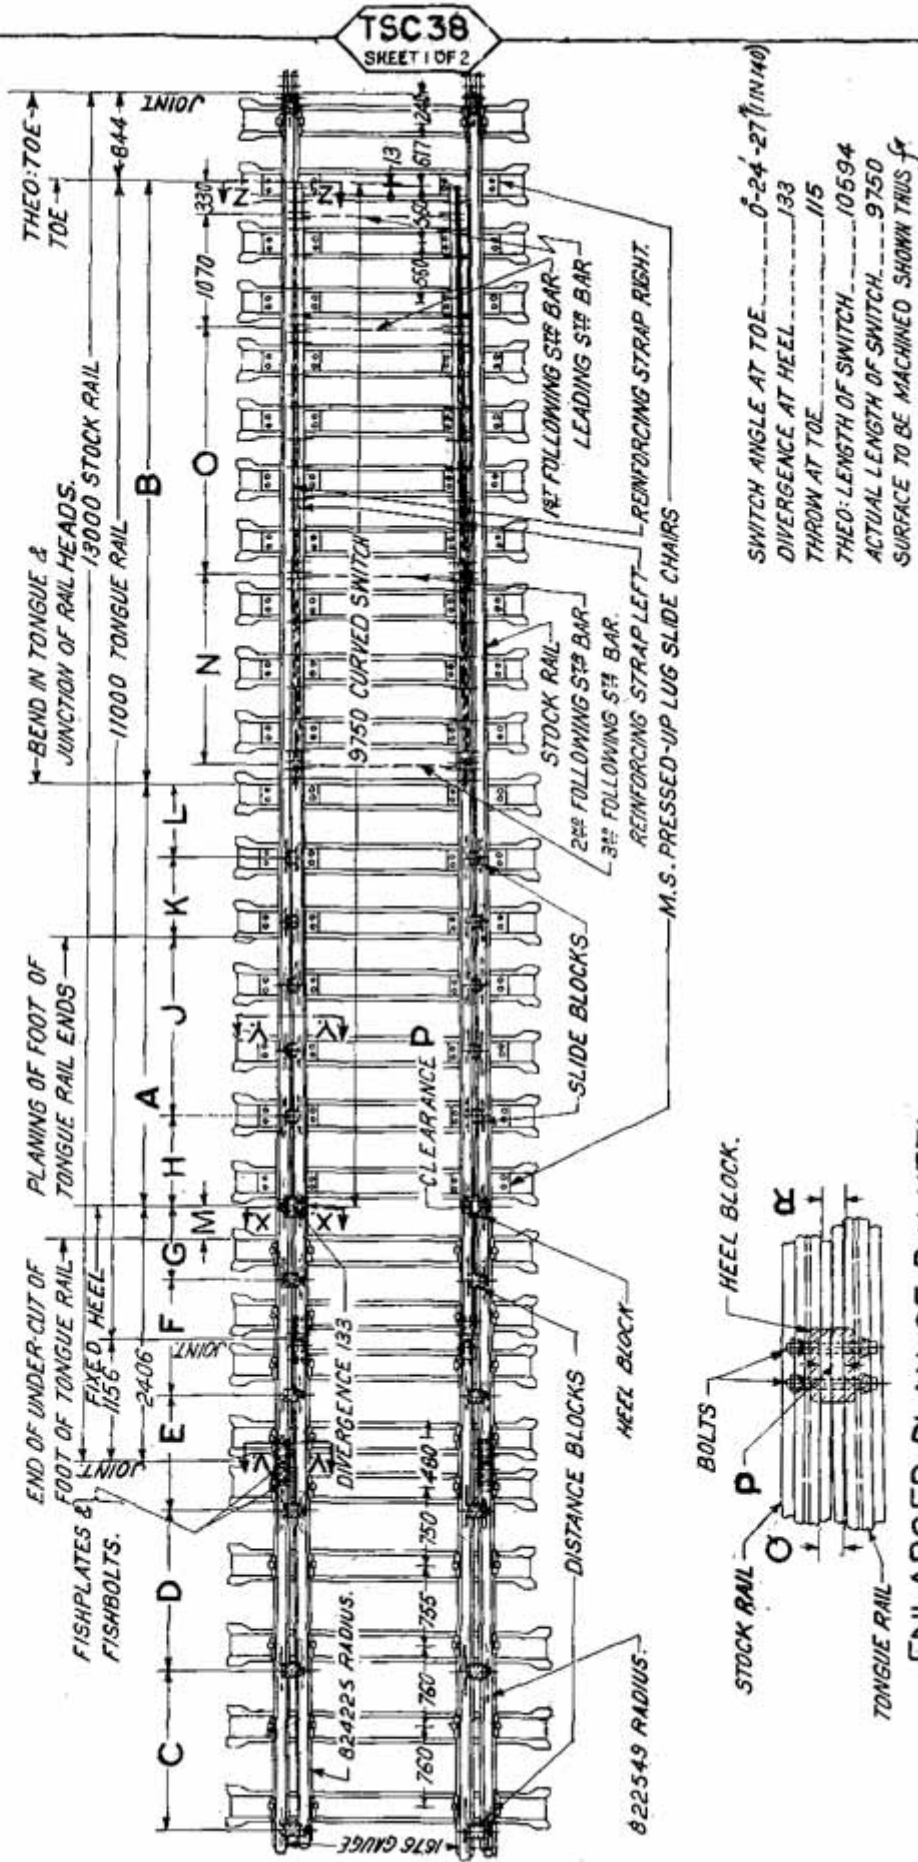 TSC 38
SHEET 1 OF 2
THEO: TOE
TOE
JOINT
844
330
1070
13000 STOCK RAIL
11000 TONGUE RAIL
BEND IN TONGUE &
JUNCTION OF RAIL HEADS.
B
O
N
L
K
J
A
H
M
G
F
E
D
C
PLANING OF FOOT OF
TONGUE RAIL ENDS
END OF UNDER-CUT OF
FOOT OF TONGUE RAIL
FIXED HEEL
1156
2406
JOINT
JOINT
FISHPLATES &
FISHBOLTS.
Z
Z
Y
Y
X
X
V
V
240
617
13
560
560
9750 CURVED SWITCH
CLEARANCE P
DIVERGENCE 133
480
750
755
760
760
824225 RADIUS.
822549 RADIUS.
1676 GAUGE
1ST FOLLOWING STR BAR
LEADING STR BAR
REINFORCING STRAP RIGHT.
STOCK RAIL
2ND FOLLOWING STR BAR
3RD FOLLOWING STR BAR.
REINFORCING STRAP LEFT
M.S. PRESSED-UP LUG SLIDE CHAIRS
SLIDE BLOCKS
HEEL BLOCK
DISTANCE BLOCKS
SWITCH ANGLE AT TOE 0°-24'-27" (1 IN 140)
DIVERGENCE AT HEEL 133
THROW AT TOE 115
THEO: LENGTH OF SWITCH 10594
ACTUAL LENGTH OF SWITCH 9750
SURFACE TO BE MACHINED SHOWN THUS
BOLTS
HEEL BLOCK.
STOCK RAIL
P
Q
R
TONGUE RAIL